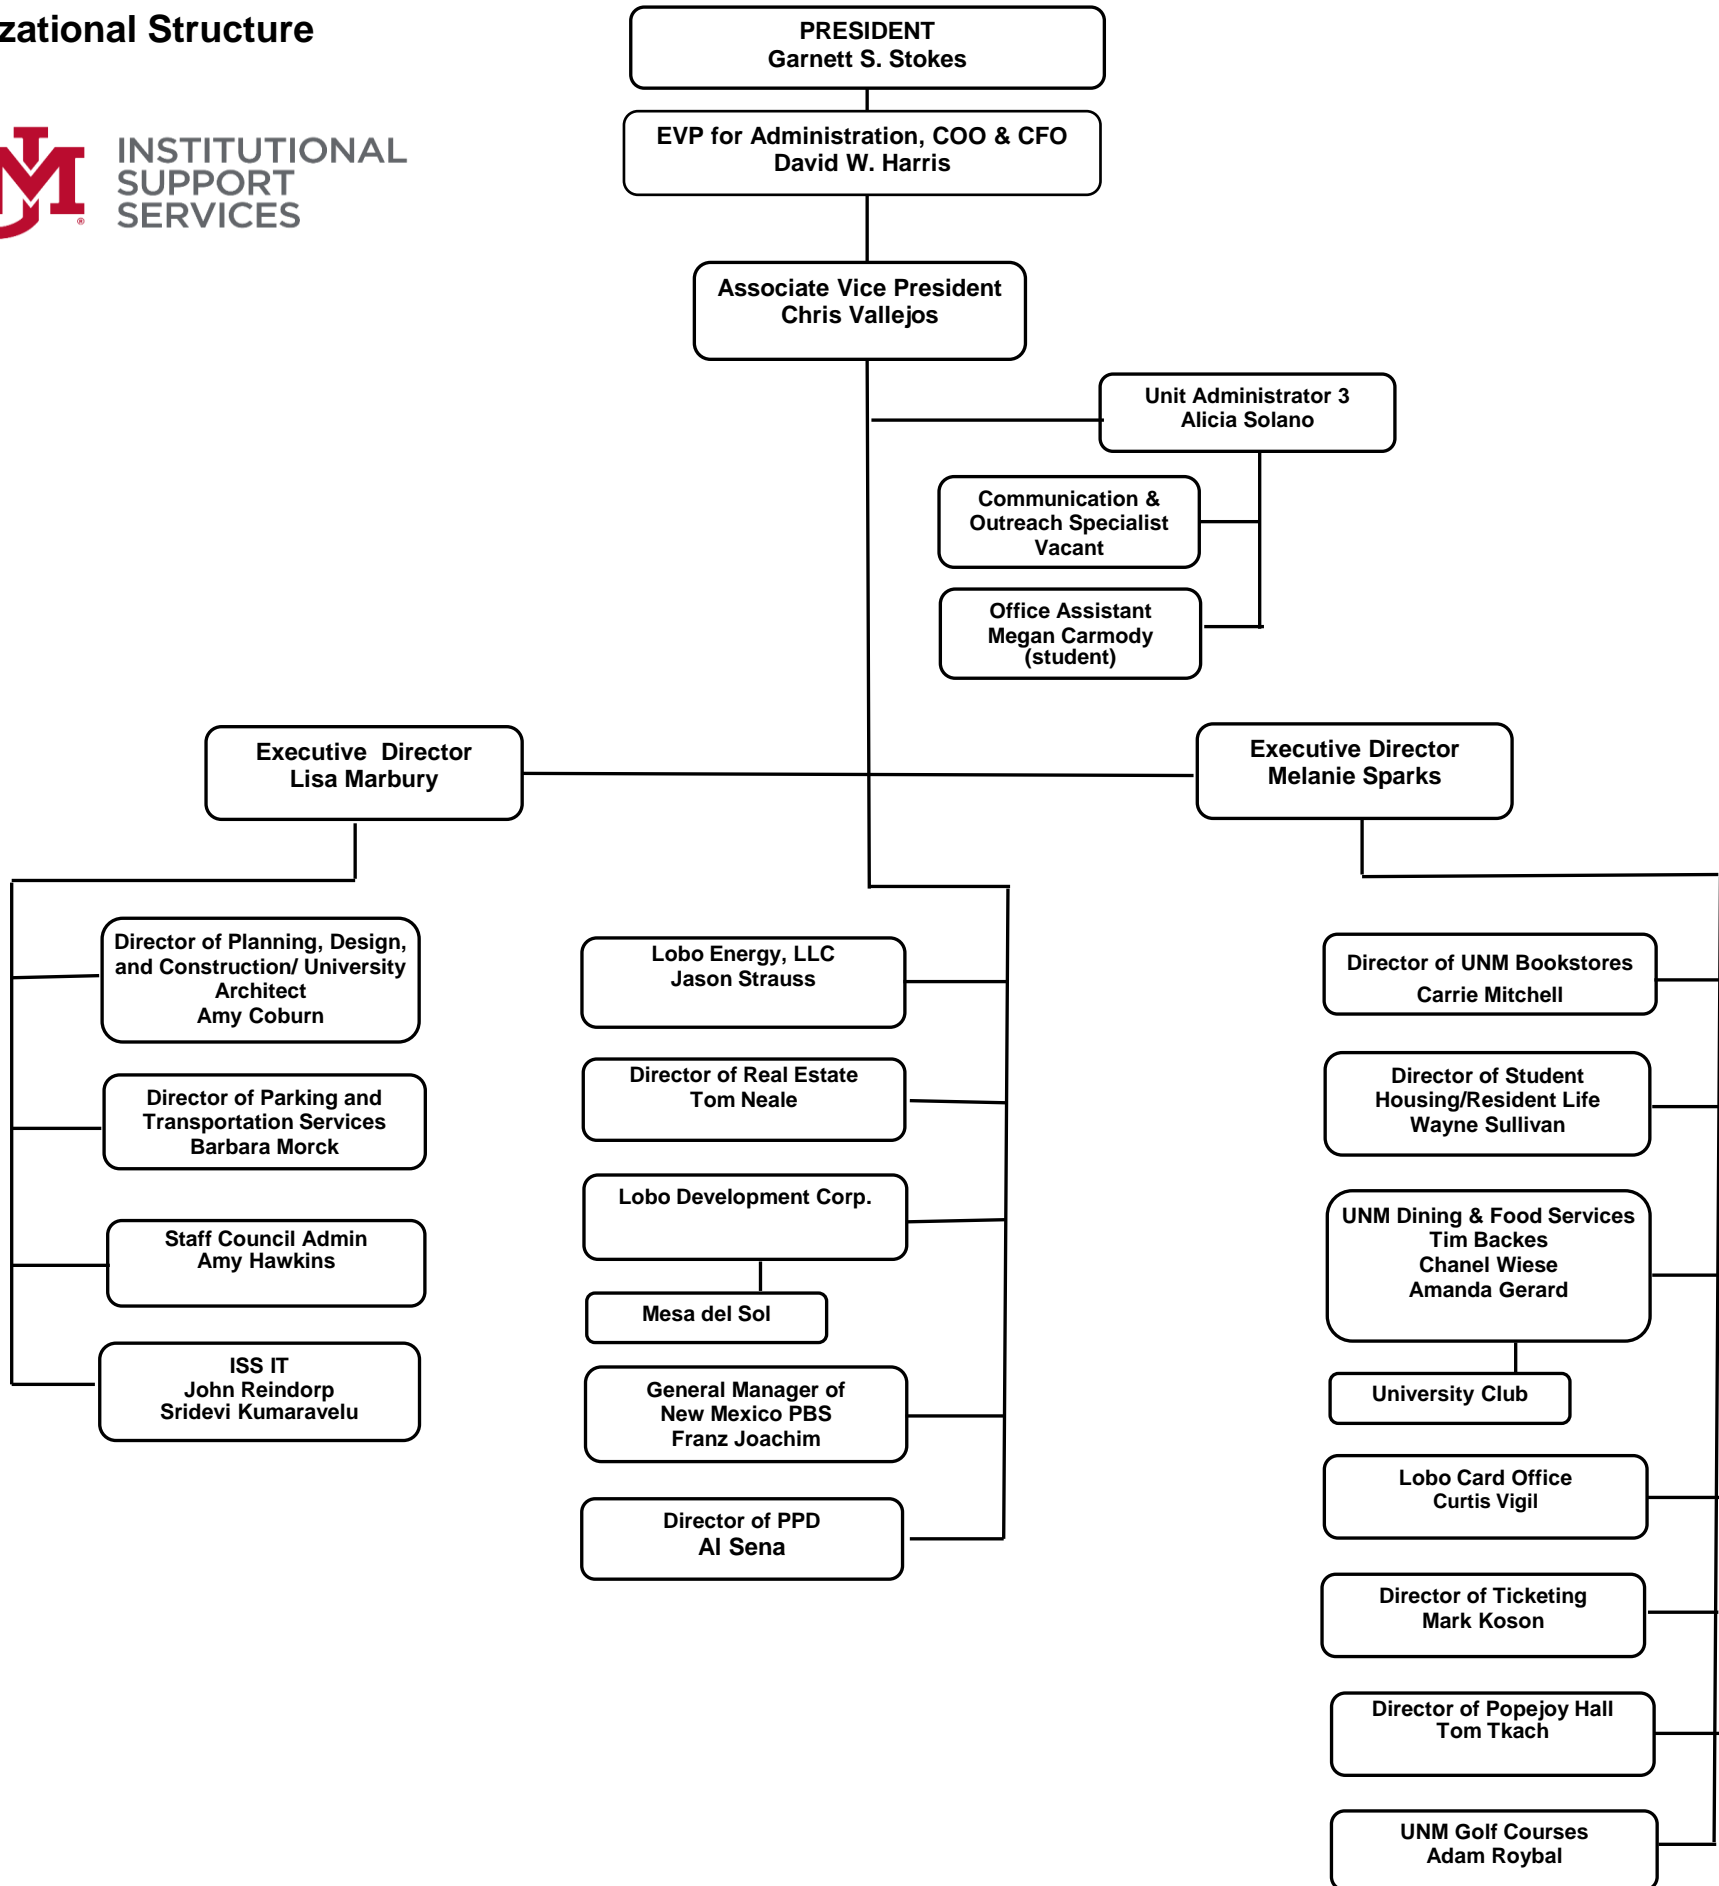 zational Structure
PRESIDENT
Garnett S. Stokes
EVP for Administration, COO & CFO
David W. Harris
INSTITUTIONAL
SUPPORT
SERVICES
®
Associate Vice President
Chris Vallejos
Unit Administrator 3
Alicia Solano
Communication &
Outreach Specialist
Vacant
Office Assistant
Megan Carmody
(student)
Executive Director
Lisa Marbury
Executive Director
Melanie Sparks
Director of Planning, Design,
and Construction/ University
Architect
Amy Coburn
Director of Parking and
Transportation Services
Barbara Morck
Staff Council Admin
Amy Hawkins
ISS IT
John Reindorp
Sridevi Kumaravelu
Lobo Energy, LLC
Jason Strauss
Director of Real Estate
Tom Neale
Lobo Development Corp.
Mesa del Sol
General Manager of
New Mexico PBS
Franz Joachim
Director of PPD
Al Sena
Director of UNM Bookstores
Carrie Mitchell
Director of Student
Housing/Resident Life
Wayne Sullivan
UNM Dining & Food Services
Tim Backes
Chanel Wiese
Amanda Gerard
University Club
Lobo Card Office
Curtis Vigil
Director of Ticketing
Mark Koson
Director of Popejoy Hall
Tom Tkach
UNM Golf Courses
Adam Roybal